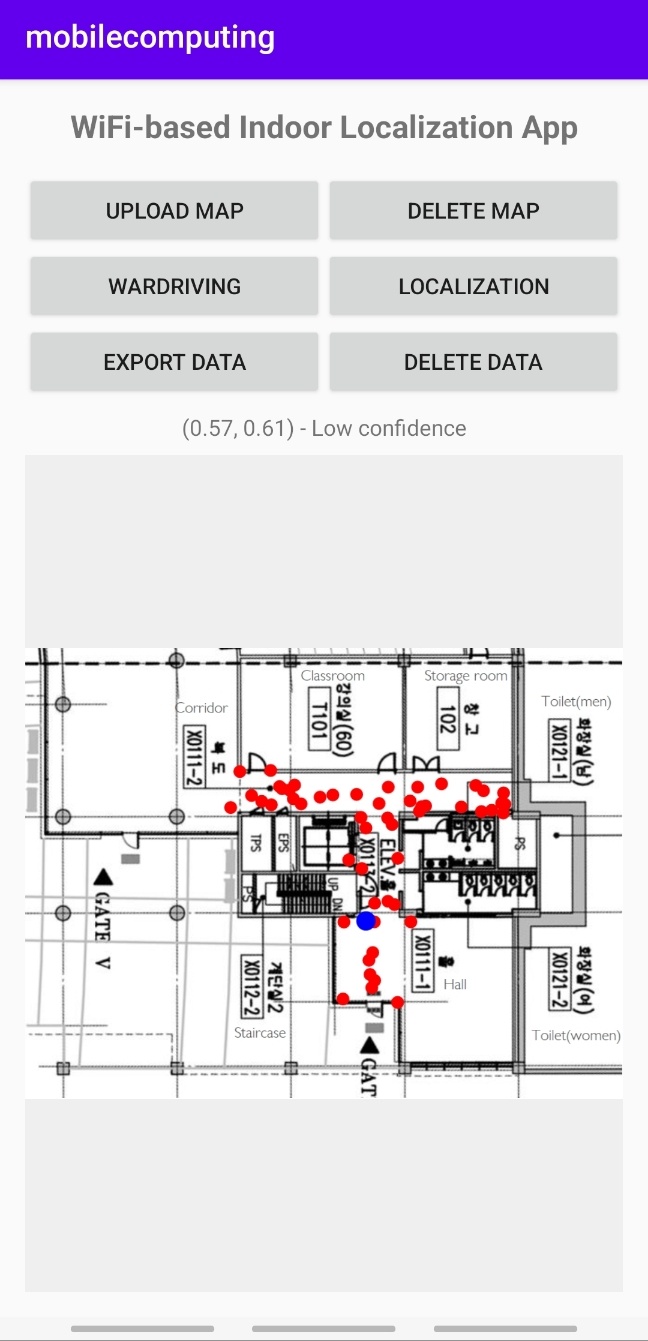 mobilecomputing
WiFi-based Indoor Localization App
UPLOAD MAP
DELETE MAP
WARDRIVING
LOCALIZATION
EXPORT DATA
DELETE DATA
(0.57, 0.61) - Low confidence
Classroom
강의실(60)
T101
Storage room
창 고
102
Toilet(men)
화장실(남)
X0121-1
Corridor
복 도
X0111-2
TPS
EPS
ELEV.홀
X0113-2
PS
PS
UP
DN
GATE V
계단실2
X0112-2
Staircase
홀
X0111-1
Hall
화장실(여)
X0121-2
Toilet(women)
GAT